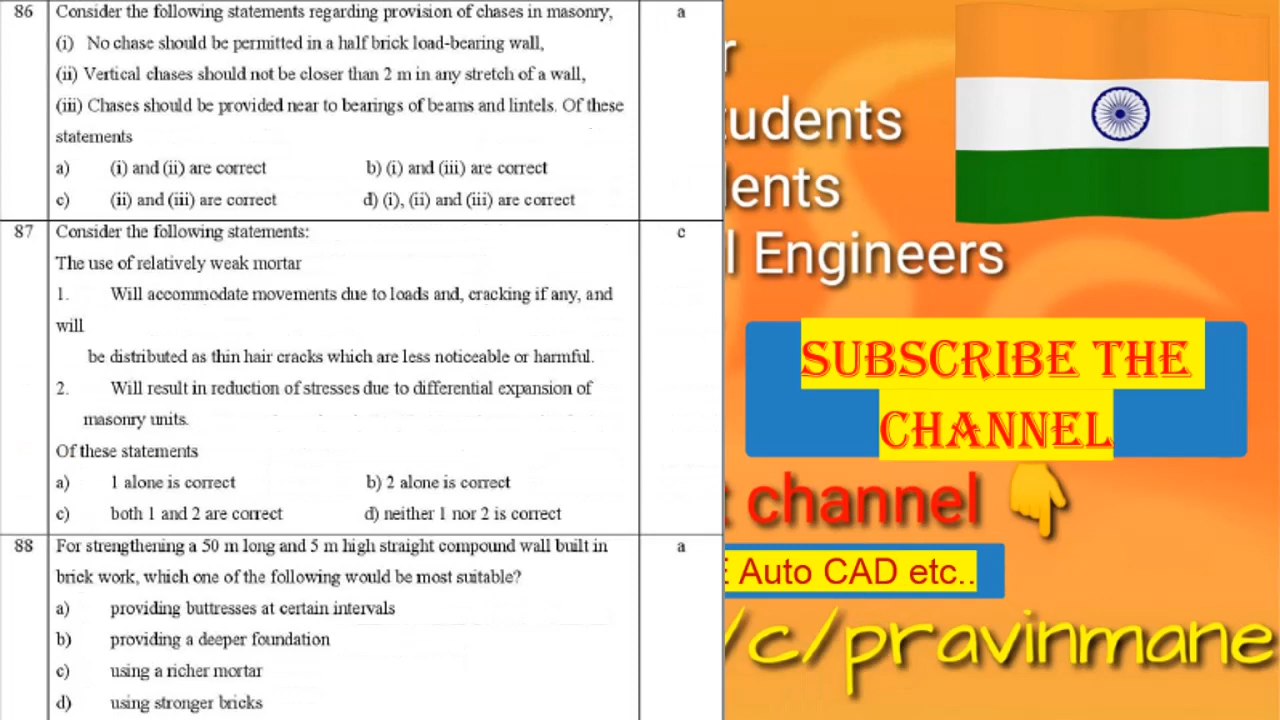 86 Consider the following statements regarding provision of chases in masonry, a
(i) No chase should be permitted in a half brick load-bearing wall,
(ii) Vertical chases should not be closer than 2 m in any stretch of a wall,
(iii) Chases should be provided near to bearings of beams and lintels. Of these
statements
a) (i) and (ii) are correct b) (i) and (iii) are correct
c) (ii) and (iii) are correct d) (i), (ii) and (iii) are correct
87 Consider the following statements: c
The use of relatively weak mortar
1. Will accommodate movements due to loads and, cracking if any, and
will
be distributed as thin hair cracks which are less noticeable or harmful.
2. Will result in reduction of stresses due to differential expansion of
masonry units.
Of these statements
a) 1 alone is correct b) 2 alone is correct
c) both 1 and 2 are correct d) neither 1 nor 2 is correct
88 For strengthening a 50 m long and 5 m high straight compound wall built in a
brick work, which one of the following would be most suitable?
a) providing buttresses at certain intervals
b) providing a deeper foundation
c) using a richer mortar
d) using stronger bricks
r
tudents
lents
l Engineers
SUBSCRIBE THE
CHANNEL
channel
Auto CAD etc..
/c/pravinmane